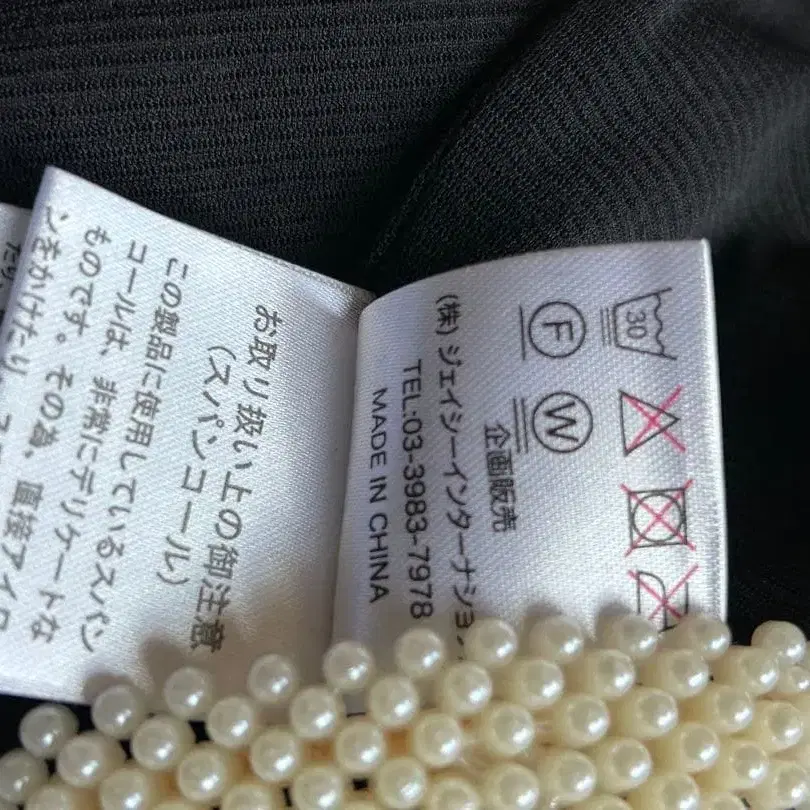 お取り扱い上の御注意
(スパンコール)
この製品に使用しているスパン
コールは、非常にデリケートな
ものです。その為、直接アイロ
ンをかけたり、
たり、
30
F
W
企画販売
(株)ジェイシーインターナショ
TEL:03-3983-7978
MADE IN CHINA